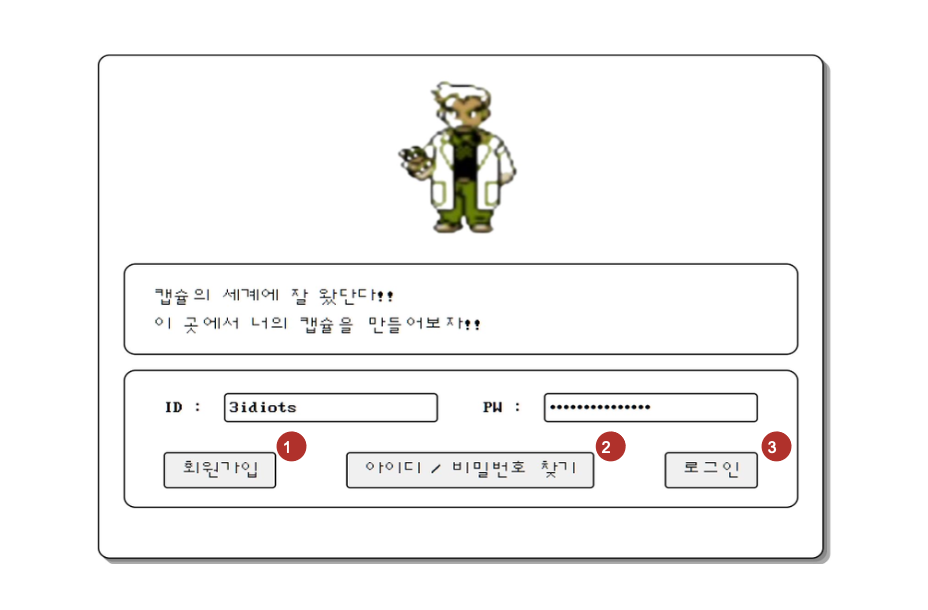 캡슐의 세계에 잘 왔단다!!
이 곳에서 너의 캡슐을 만들어보자!!
ID : 3idiots PW : •••••••••••••••
1 2 3
회원가입 아이디 / 비밀번호 찾기 로그인